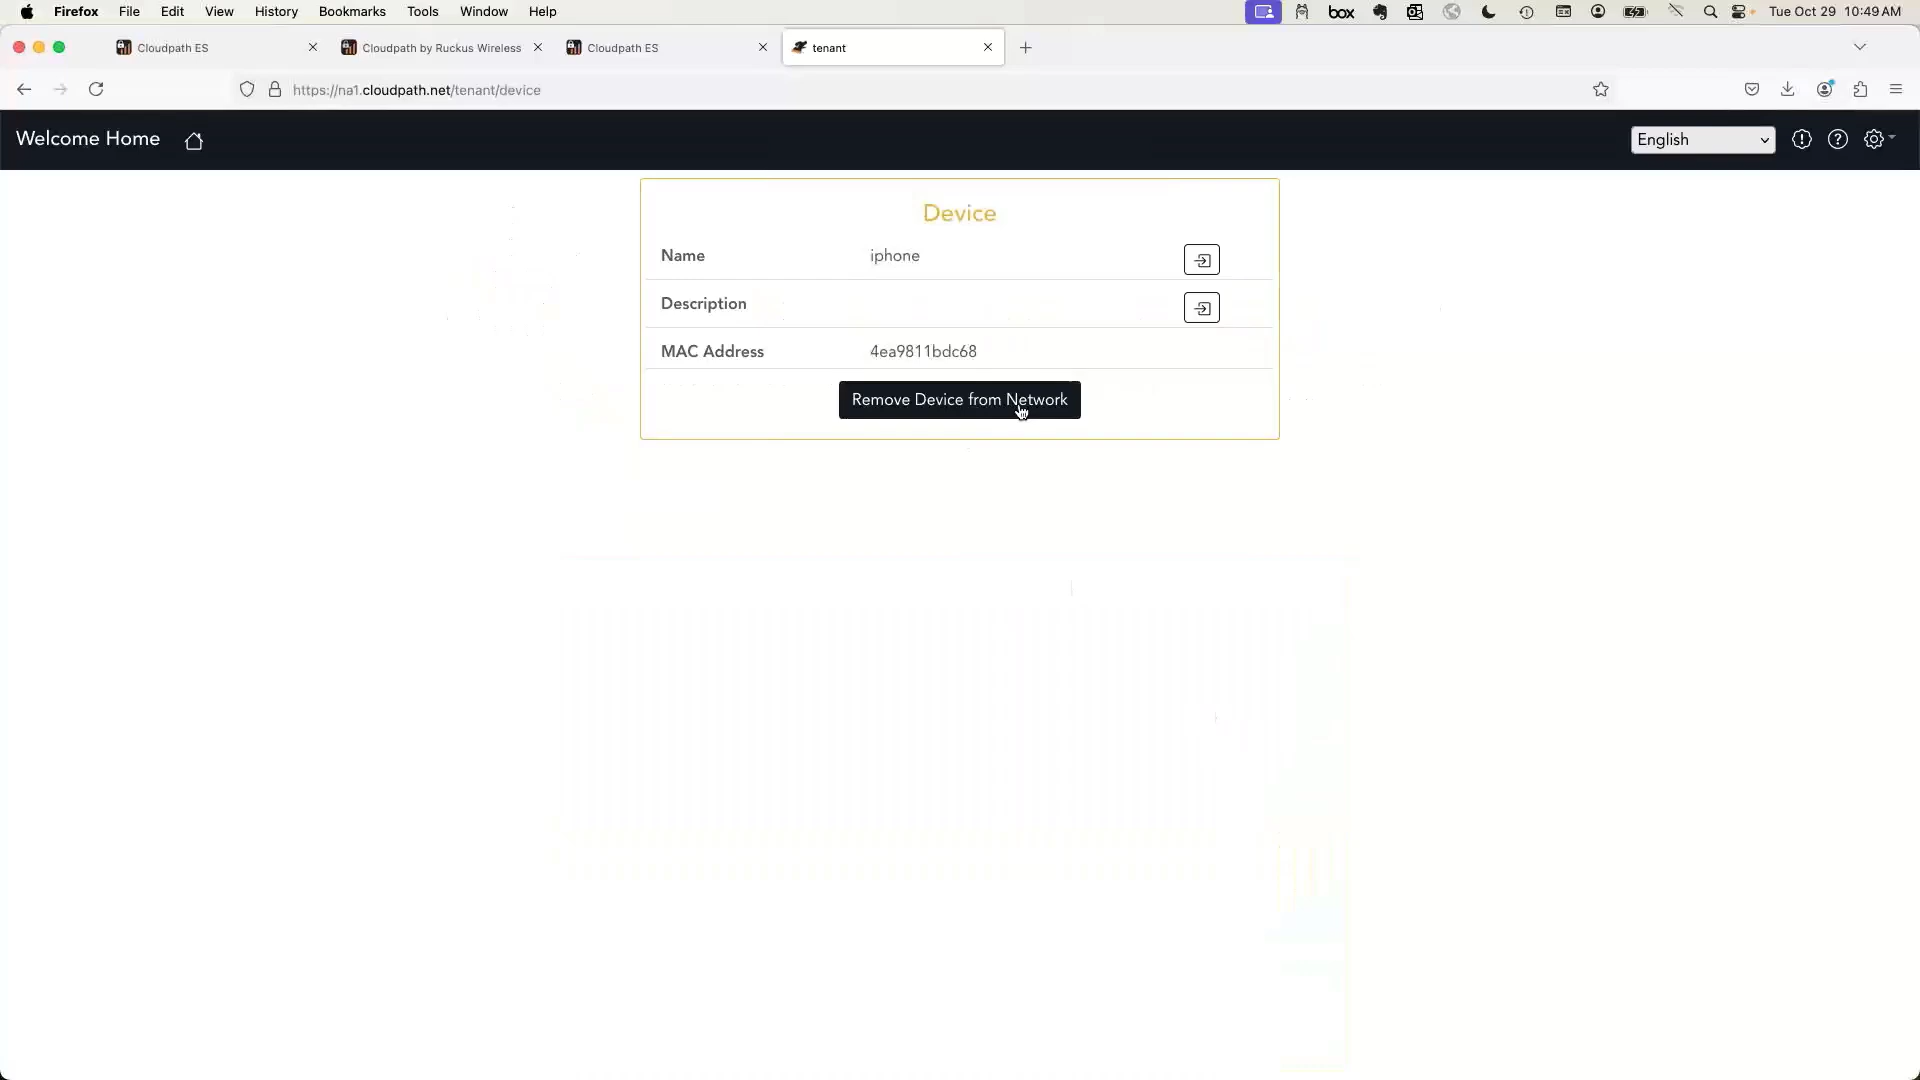 Firefox File Edit View History Bookmarks Tools Window Help box Tue Oct 29 10:49 AM
Cloudpath ES Cloudpath by Ruckus Wireless Cloudpath ES tenant
https://na1.cloudpath.net/tenant/device
Welcome Home English
Device
Name iphone
Description
MAC Address 4ea9811bdc68
Remove Device from Network